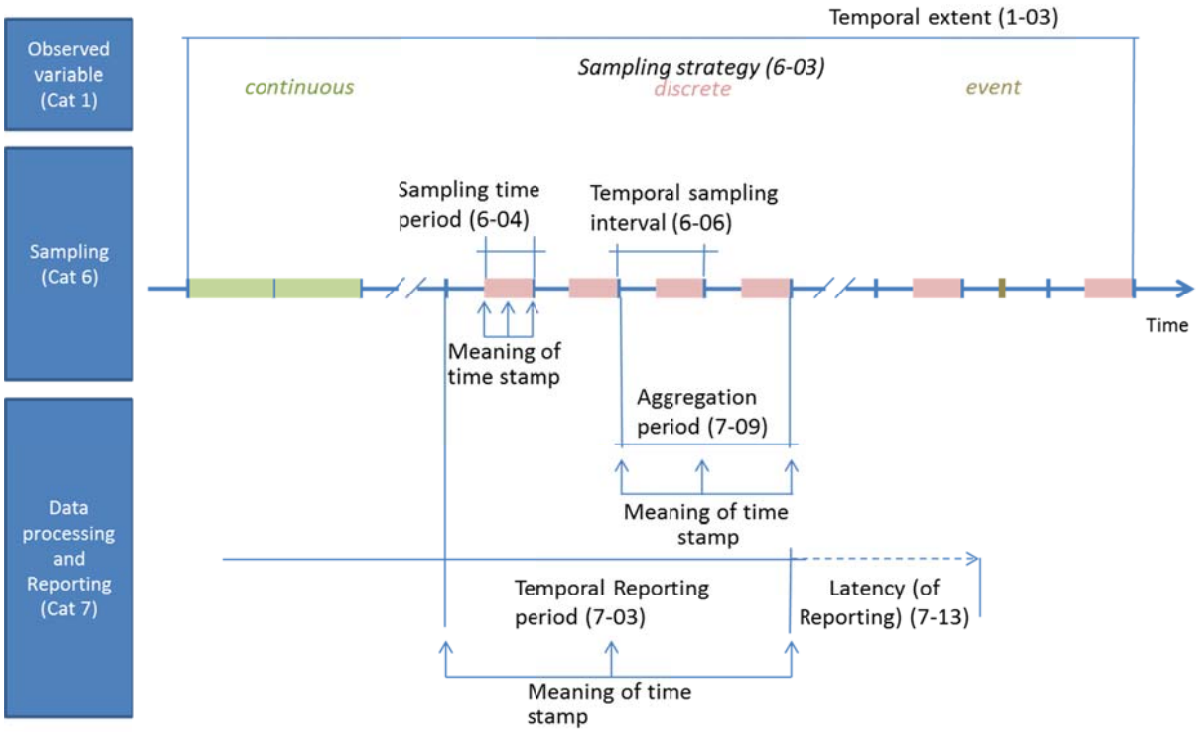 Temporal extent (1-03)
Observed
variable
(Cat 1)
Sampling strategy (6-03)
continuous
discrete
event
Sampling time
period (6-04)
Temporal sampling
interval (6-06)
Sampling
(Cat 6)
Time
Meaning of
time stamp
Aggregation
period (7-09)
Meaning of time
stamp
Data
processing
and
Reporting
(Cat 7)
Temporal Reporting
period (7-03)
Latency (of
Reporting) (7-13)
Meaning of time
stamp